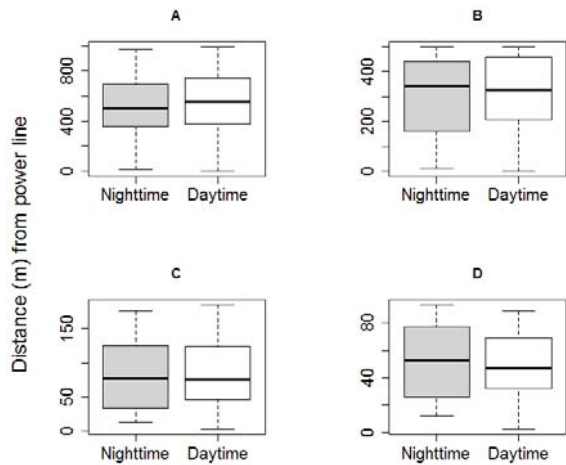 A
B
Distance (m) from power line
0 400 800
Nighttime Daytime
0 200 400
Nighttime Daytime
C
D
0 50 150
Nighttime Daytime
0 40 80
Nighttime Daytime